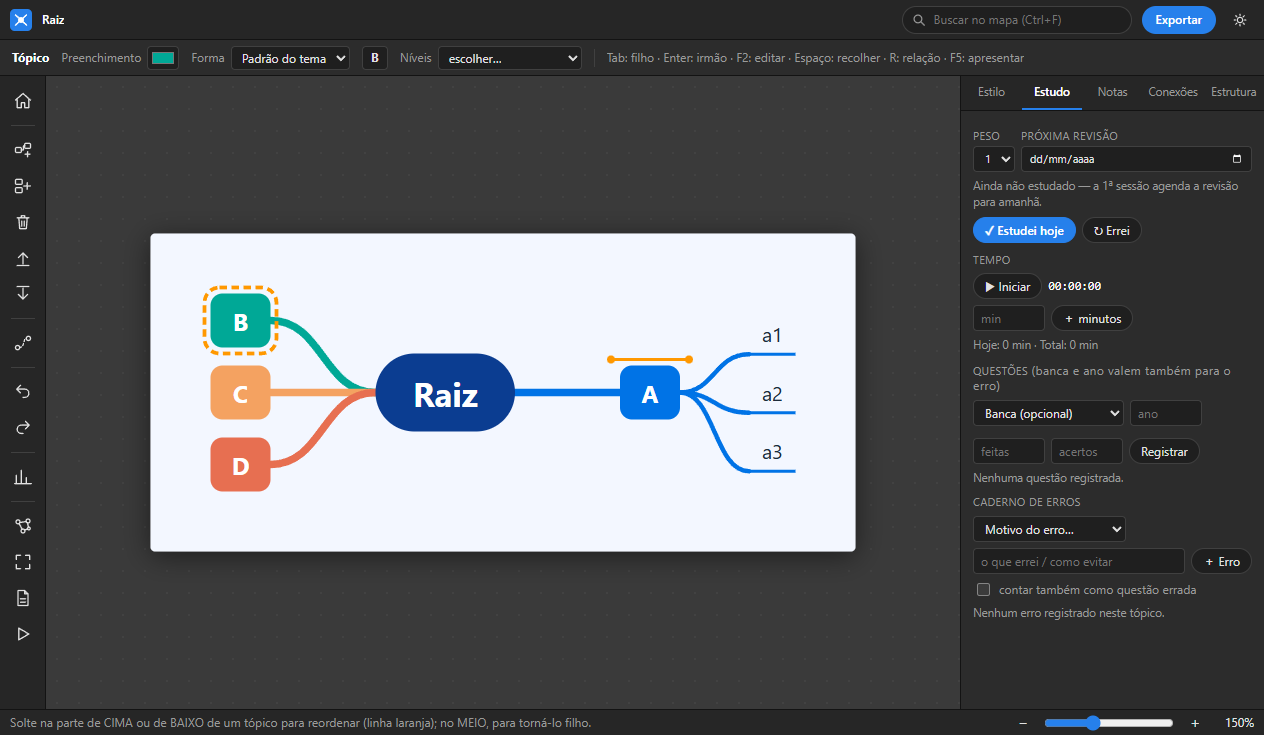 Raiz
Buscar no mapa (Ctrl+F)
Exportar
Tópico Preenchimento Forma Padrão do tema B Níveis escolher... Tab: filho · Enter: irmão · F2: editar · Espaço: recolher · R: relação · F5: apresentar
Estilo Estudo Notas Conexões Estrutura
PESO PRÓXIMA REVISÃO
1 dd/mm/aaaa
Ainda não estudado — a 1ª sessão agenda a revisão
para amanhã.
✓ Estudei hoje ↻ Errei
TEMPO
▶ Iniciar 00:00:00
min + minutos
Hoje: 0 min · Total: 0 min
QUESTÕES (banca e ano valem também para o
erro)
Banca (opcional) ano
feitas acertos Registrar
Nenhuma questão registrada.
CADERNO DE ERROS
Motivo do erro...
o que errei / como evitar + Erro
contar também como questão errada
Nenhum erro registrado neste tópico.
B
C
D
Raiz
A
a1
a2
a3
Solte na parte de CIMA ou de BAIXO de um tópico para reordenar (linha laranja); no MEIO, para torná-lo filho.
− + 150%